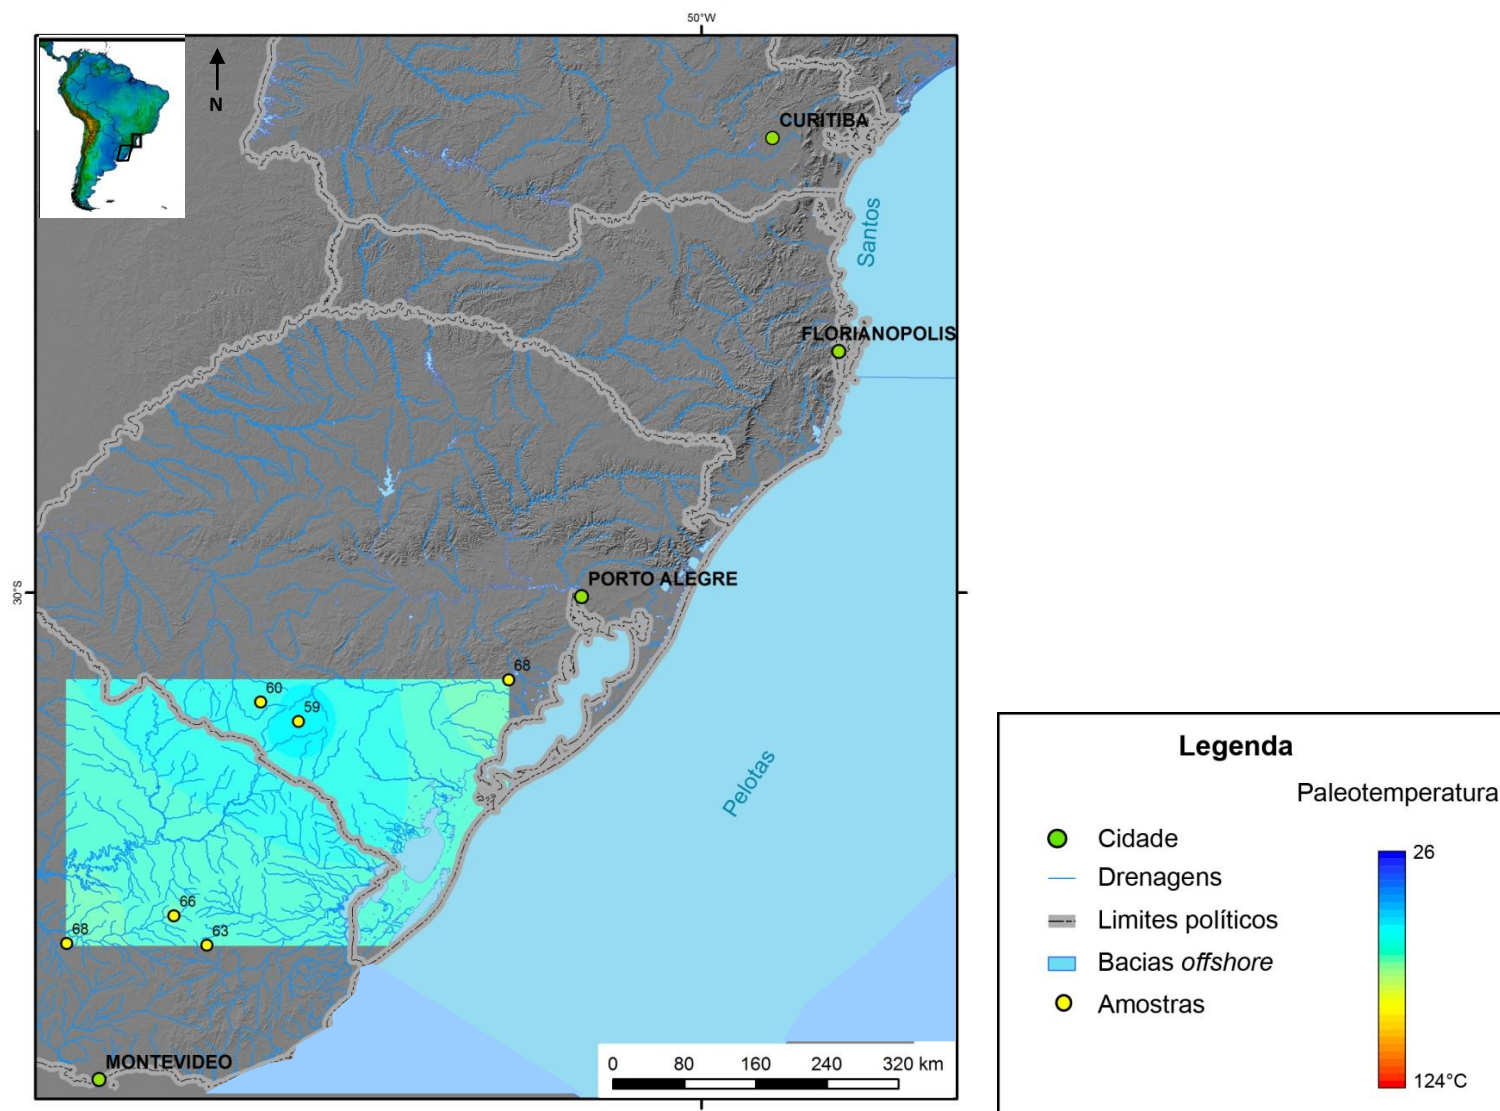 50°W
N
CURITIBA
Santos
FLORIANOPOLIS
30°S
PORTO ALEGRE
68
60
59
Pelotas
66
68
63
MONTEVIDEO
0 80 160 240 320 km
Legenda
Paleotemperatura
Cidade
Drenagens
Limites políticos
Bacias offshore
Amostras
26
124°C